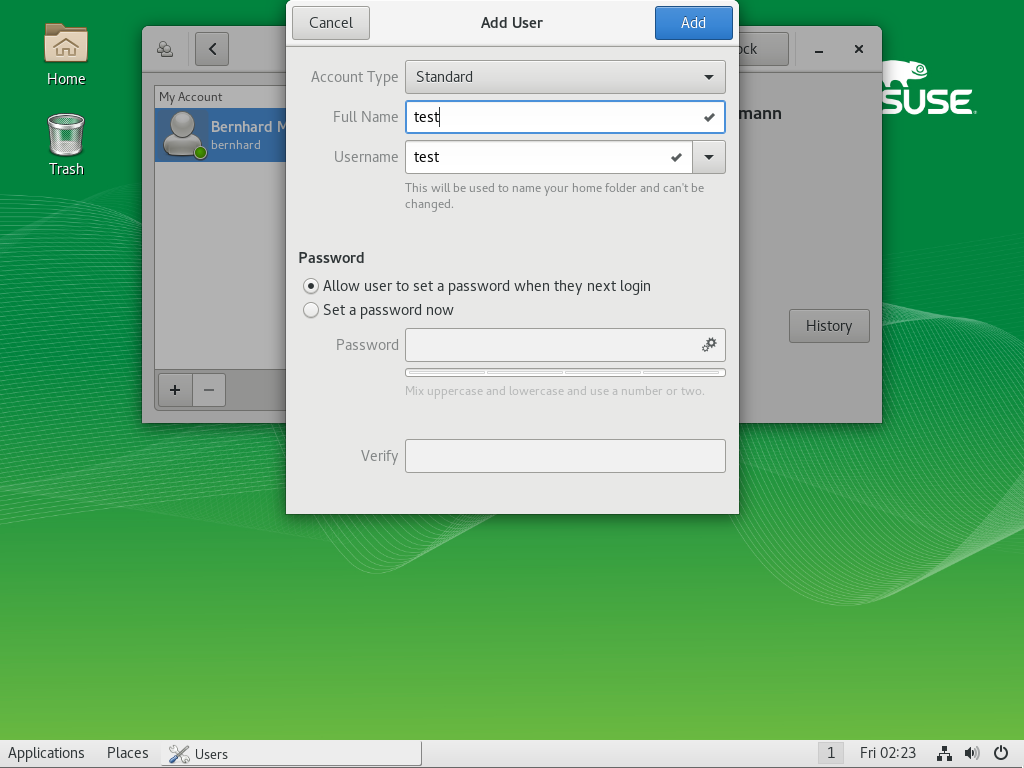 Cancel
Add User
Add
Home
Trash
SUSE
My Account
Bernhard M
bernhard
mann
Account Type
Standard
Full Name
test
Username
test
This will be used to name your home folder and can't be
changed.
Password
Allow user to set a password when they next login
Set a password now
History
Password
Mix uppercase and lowercase and use a number or two.
Verify
Applications
Places
Users
1
Fri 02:23